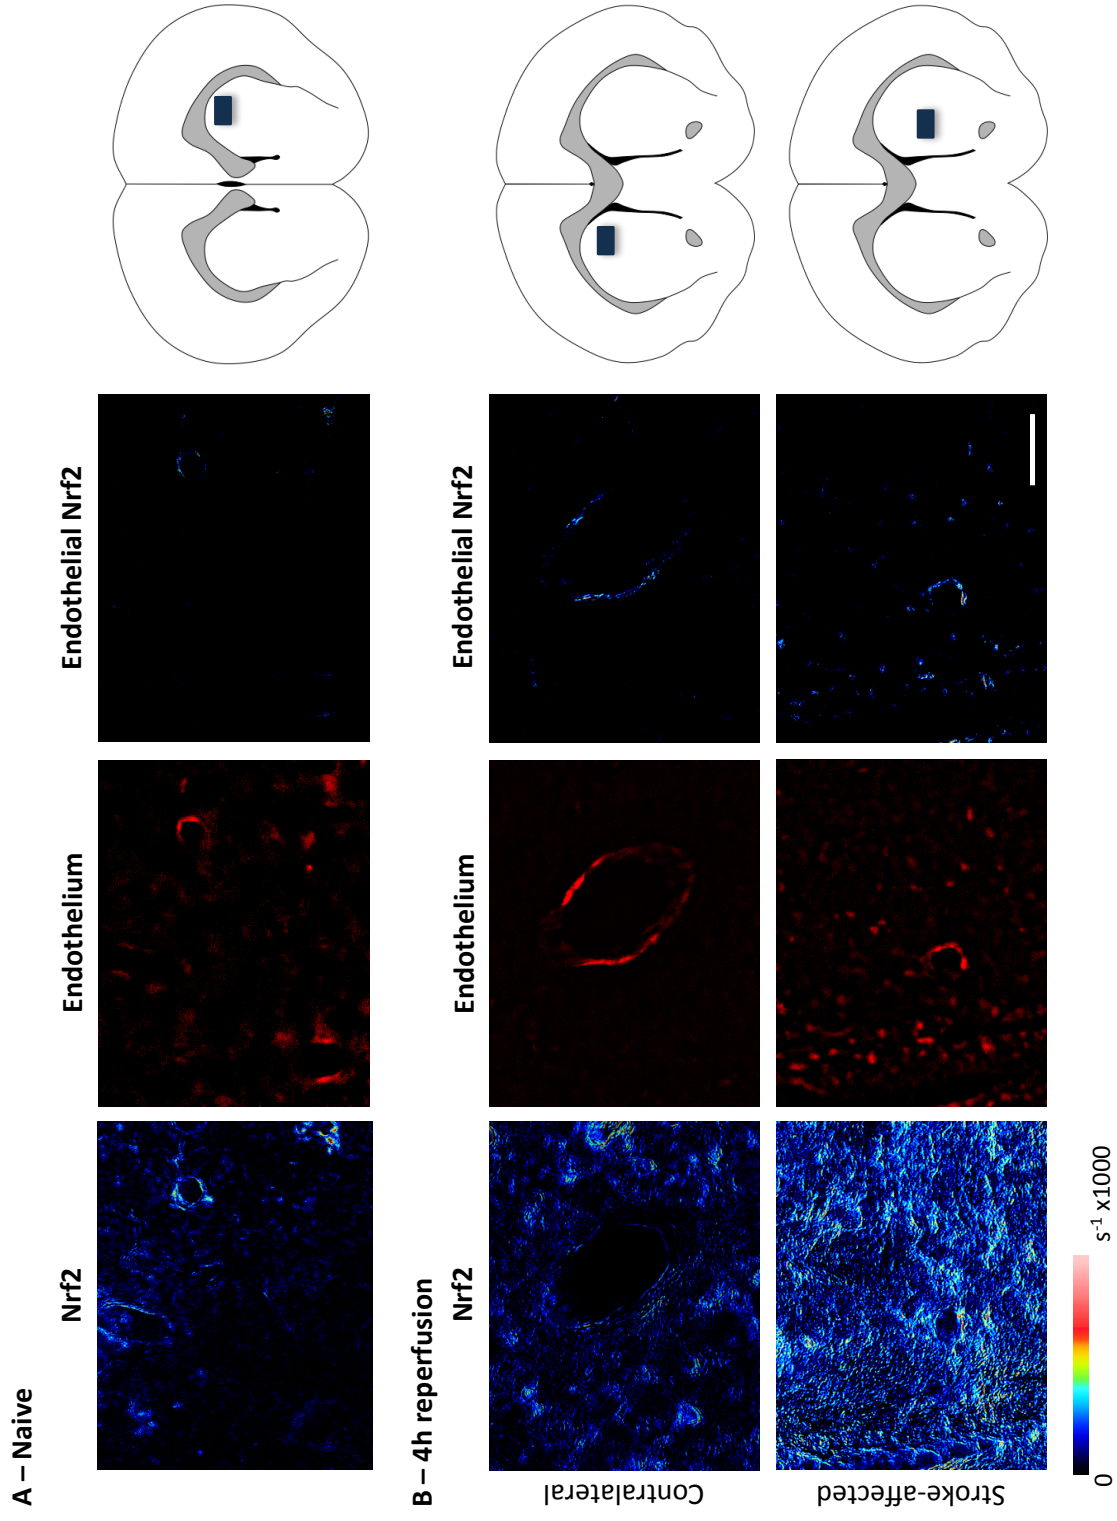 A – Naive
Nrf2
Endothelium
Endothelial Nrf2
B – 4h reperfusion
Nrf2
Endothelium
Endothelial Nrf2
Contralateral
Stroke-affected
0
s⁻¹ x1000